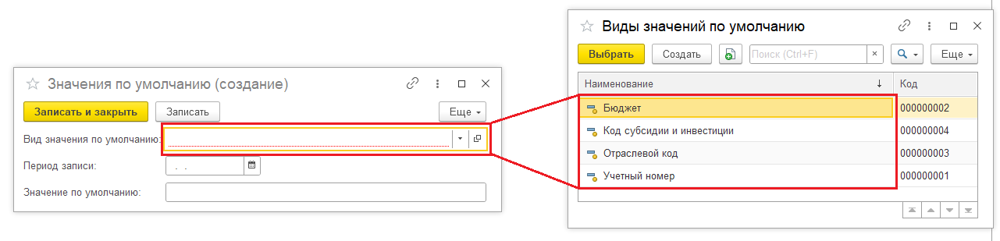 Значения по умолчанию (создание)
Записать и закрыть Записать Еще
Вид значения по умолчанию:
Период записи: . .
Значение по умолчанию:
Виды значений по умолчанию
Выбрать Создать Поиск (Ctrl+F) × Еще
Наименование ↓ Код
Бюджет 000000002
Код субсидии и инвестиции 000000004
Отраслевой код 000000003
Учетный номер 000000001